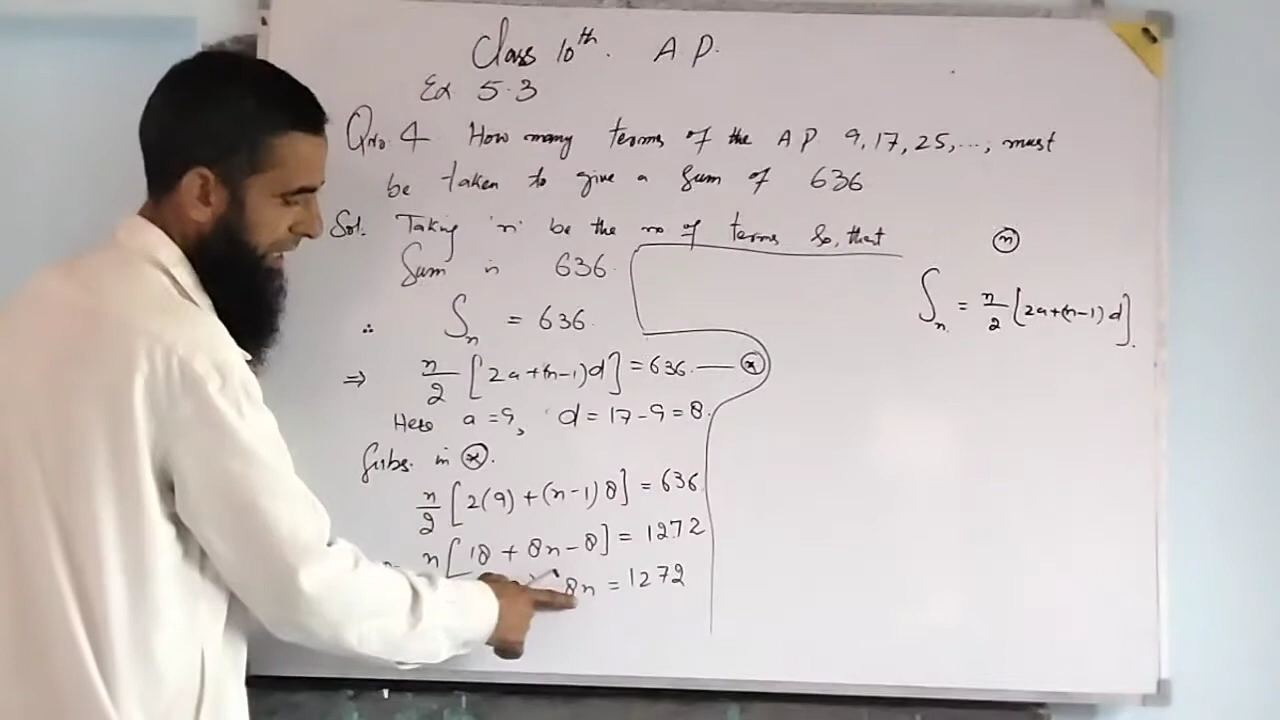 Class 10th. A P.
Ex 5.3
Qno. 4 How many terms of the A P 9, 17, 25, ..., must
be taken to give a sum of 636
Sol. Taking 'n' be the no of terms So, that
Sum is 636.
∴ Sn = 636.
⇒ n/2 [2a+(n-1)d] = 636. — (*)
Here a = 9, d = 17-9 = 8.
Subs. in (*).
n/2 [2(9) + (n-1) 8] = 636
n[18 + 8n - 8] = 1272
8n = 1272
(n)
Sn = n/2 [2a+(n-1)d].